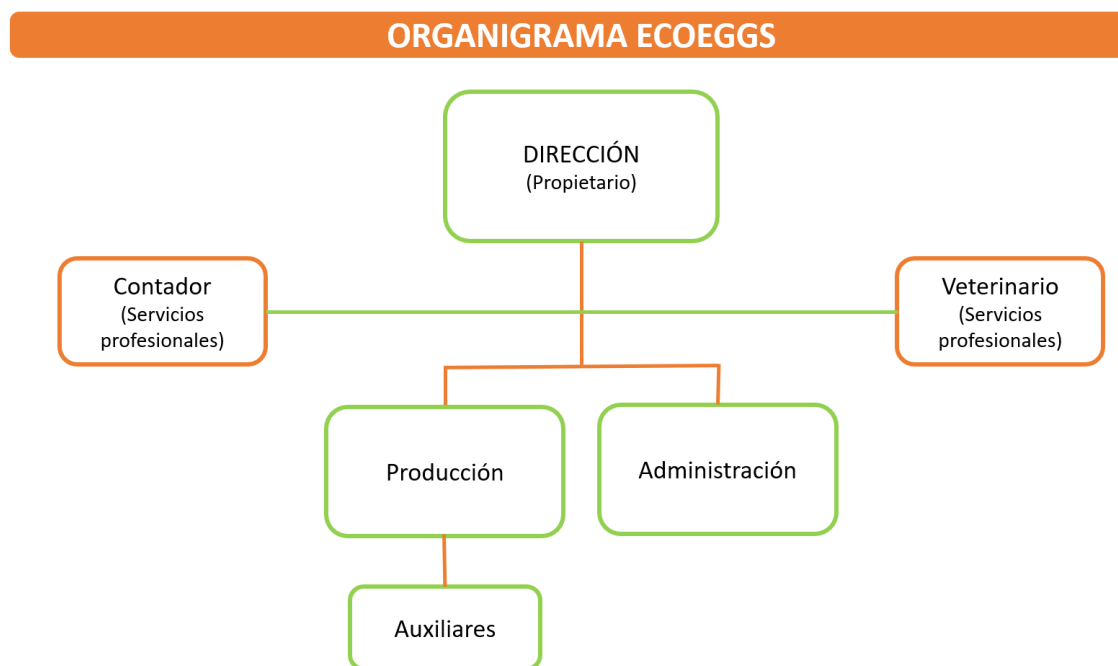 ORGANIGRAMA ECOEGGS
DIRECCIÓN
(Propietario)
Contador
(Servicios
profesionales)
Veterinario
(Servicios
profesionales)
Producción
Administración
Auxiliares